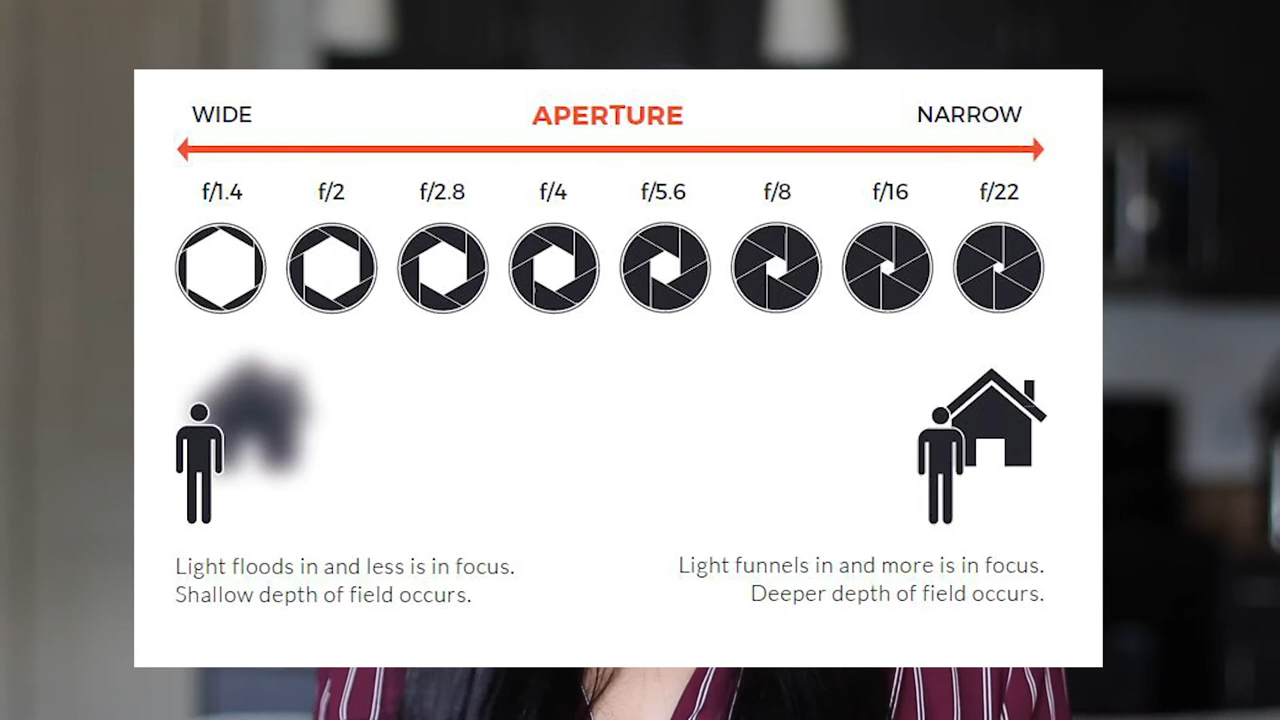 WIDE APERTURE NARROW
f/1.4 f/2 f/2.8 f/4 f/5.6 f/8 f/16 f/22
Light floods in and less is in focus.
Shallow depth of field occurs.
Light funnels in and more is in focus.
Deeper depth of field occurs.